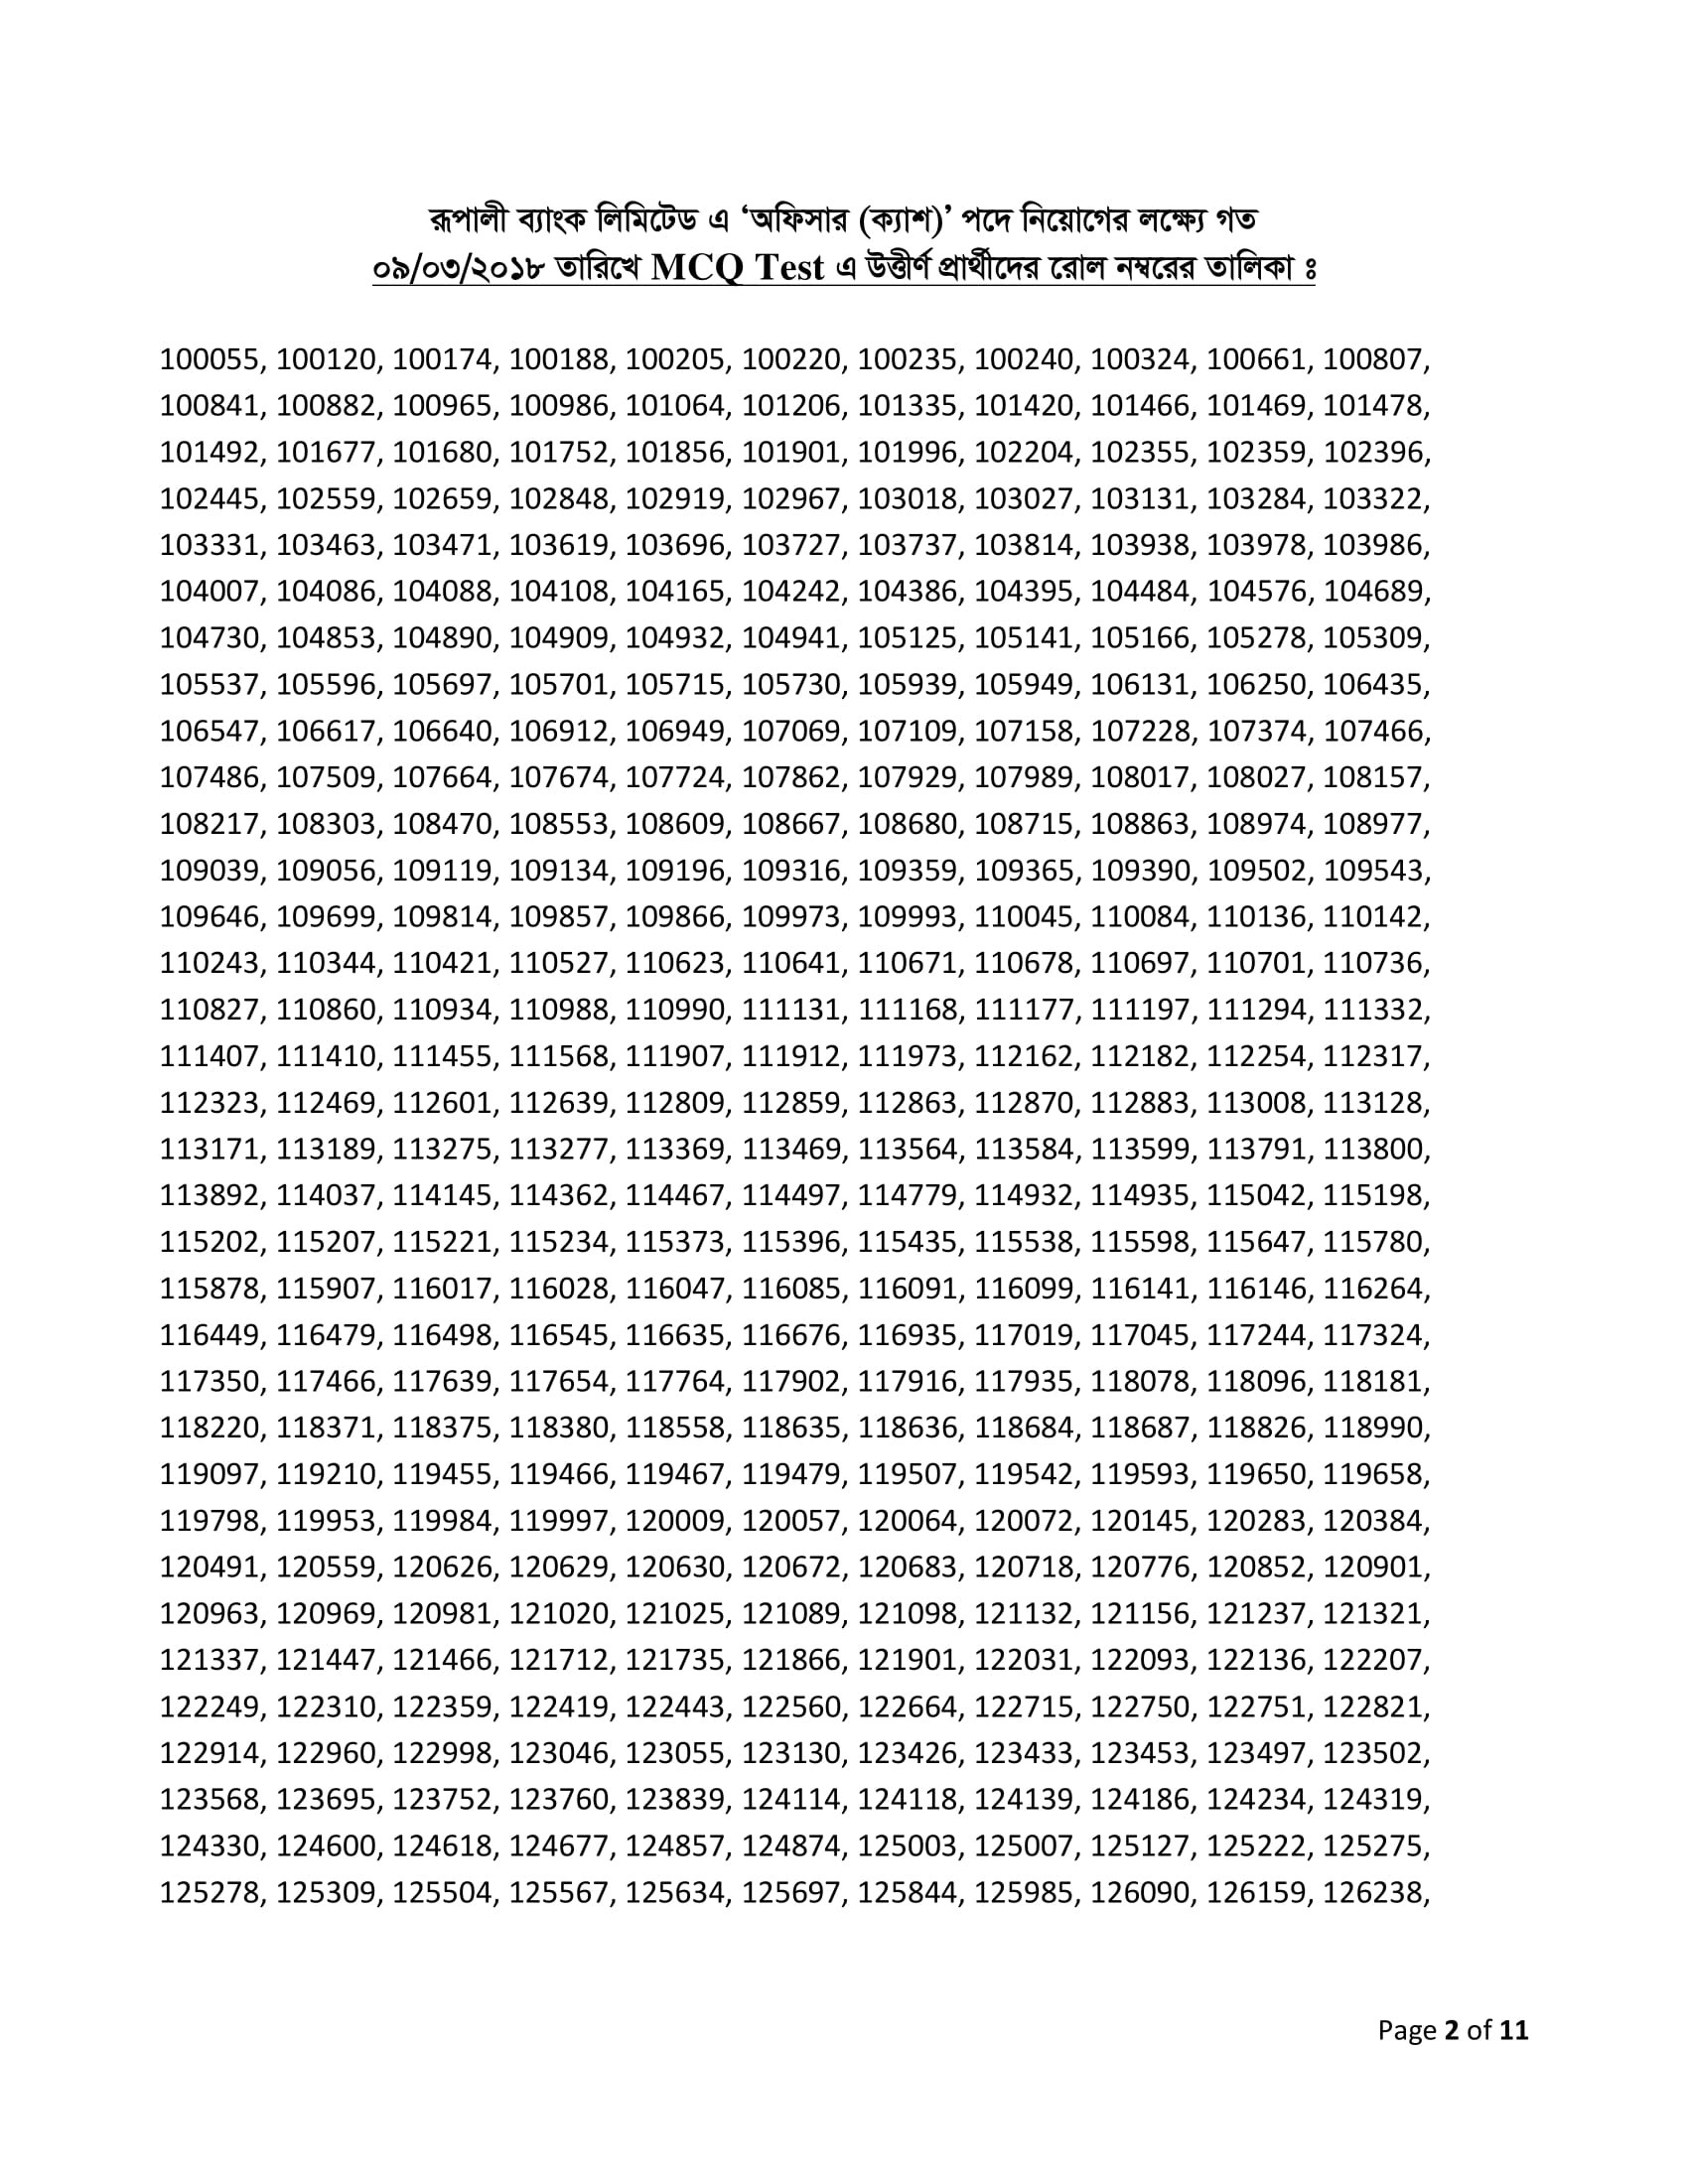 রূপালী ব্যাংক লিমিটেড এ ‘অফিসার (ক্যাশ)’ পদে নিয়োগের লক্ষ্যে গত
০৯/০৩/২০১৮ তারিখে MCQ Test এ উত্তীর্ণ প্রার্থীদের রোল নম্বরের তালিকা ঃ
100055, 100120, 100174, 100188, 100205, 100220, 100235, 100240, 100324, 100661, 100807,
100841, 100882, 100965, 100986, 101064, 101206, 101335, 101420, 101466, 101469, 101478,
101492, 101677, 101680, 101752, 101856, 101901, 101996, 102204, 102355, 102359, 102396,
102445, 102559, 102659, 102848, 102919, 102967, 103018, 103027, 103131, 103284, 103322,
103331, 103463, 103471, 103619, 103696, 103727, 103737, 103814, 103938, 103978, 103986,
104007, 104086, 104088, 104108, 104165, 104242, 104386, 104395, 104484, 104576, 104689,
104730, 104853, 104890, 104909, 104932, 104941, 105125, 105141, 105166, 105278, 105309,
105537, 105596, 105697, 105701, 105715, 105730, 105939, 105949, 106131, 106250, 106435,
106547, 106617, 106640, 106912, 106949, 107069, 107109, 107158, 107228, 107374, 107466,
107486, 107509, 107664, 107674, 107724, 107862, 107929, 107989, 108017, 108027, 108157,
108217, 108303, 108470, 108553, 108609, 108667, 108680, 108715, 108863, 108974, 108977,
109039, 109056, 109119, 109134, 109196, 109316, 109359, 109365, 109390, 109502, 109543,
109646, 109699, 109814, 109857, 109866, 109973, 109993, 110045, 110084, 110136, 110142,
110243, 110344, 110421, 110527, 110623, 110641, 110671, 110678, 110697, 110701, 110736,
110827, 110860, 110934, 110988, 110990, 111131, 111168, 111177, 111197, 111294, 111332,
111407, 111410, 111455, 111568, 111907, 111912, 111973, 112162, 112182, 112254, 112317,
112323, 112469, 112601, 112639, 112809, 112859, 112863, 112870, 112883, 113008, 113128,
113171, 113189, 113275, 113277, 113369, 113469, 113564, 113584, 113599, 113791, 113800,
113892, 114037, 114145, 114362, 114467, 114497, 114779, 114932, 114935, 115042, 115198,
115202, 115207, 115221, 115234, 115373, 115396, 115435, 115538, 115598, 115647, 115780,
115878, 115907, 116017, 116028, 116047, 116085, 116091, 116099, 116141, 116146, 116264,
116449, 116479, 116498, 116545, 116635, 116676, 116935, 117019, 117045, 117244, 117324,
117350, 117466, 117639, 117654, 117764, 117902, 117916, 117935, 118078, 118096, 118181,
118220, 118371, 118375, 118380, 118558, 118635, 118636, 118684, 118687, 118826, 118990,
119097, 119210, 119455, 119466, 119467, 119479, 119507, 119542, 119593, 119650, 119658,
119798, 119953, 119984, 119997, 120009, 120057, 120064, 120072, 120145, 120283, 120384,
120491, 120559, 120626, 120629, 120630, 120672, 120683, 120718, 120776, 120852, 120901,
120963, 120969, 120981, 121020, 121025, 121089, 121098, 121132, 121156, 121237, 121321,
121337, 121447, 121466, 121712, 121735, 121866, 121901, 122031, 122093, 122136, 122207,
122249, 122310, 122359, 122419, 122443, 122560, 122664, 122715, 122750, 122751, 122821,
122914, 122960, 122998, 123046, 123055, 123130, 123426, 123433, 123453, 123497, 123502,
123568, 123695, 123752, 123760, 123839, 124114, 124118, 124139, 124186, 124234, 124319,
124330, 124600, 124618, 124677, 124857, 124874, 125003, 125007, 125127, 125222, 125275,
125278, 125309, 125504, 125567, 125634, 125697, 125844, 125985, 126090, 126159, 126238,
Page 2 of 11